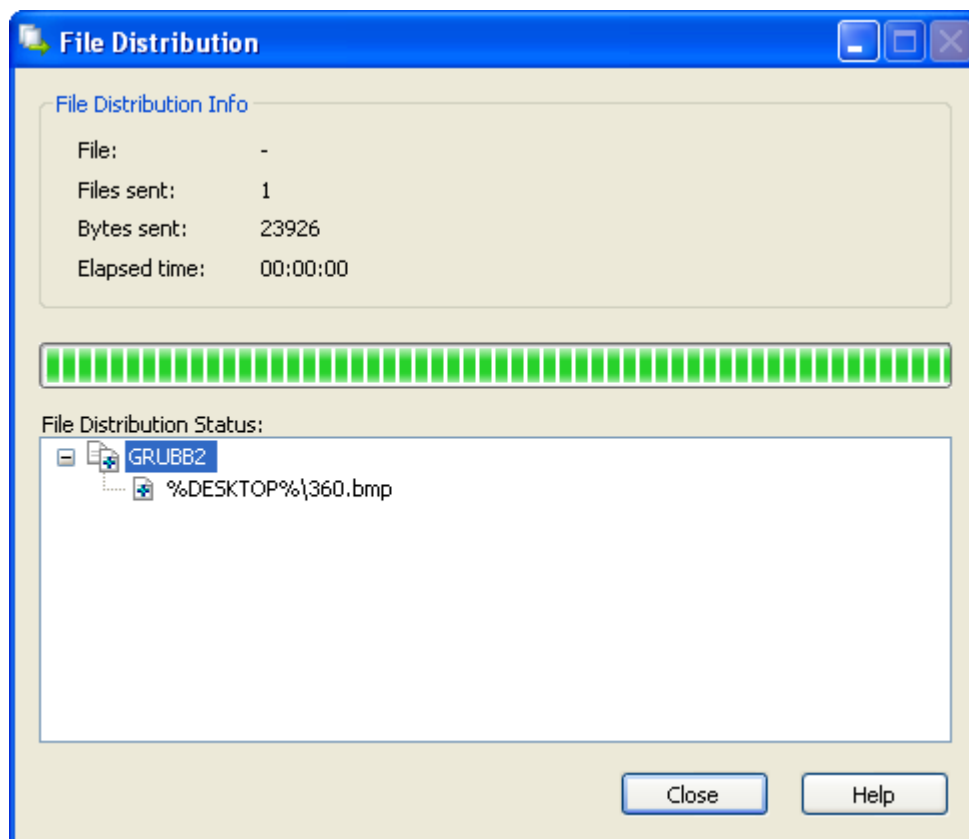 File Distribution
File Distribution Info
File: -
Files sent: 1
Bytes sent: 23926
Elapsed time: 00:00:00
File Distribution Status:
GRUBB2
%DESKTOP%\360.bmp
Close Help